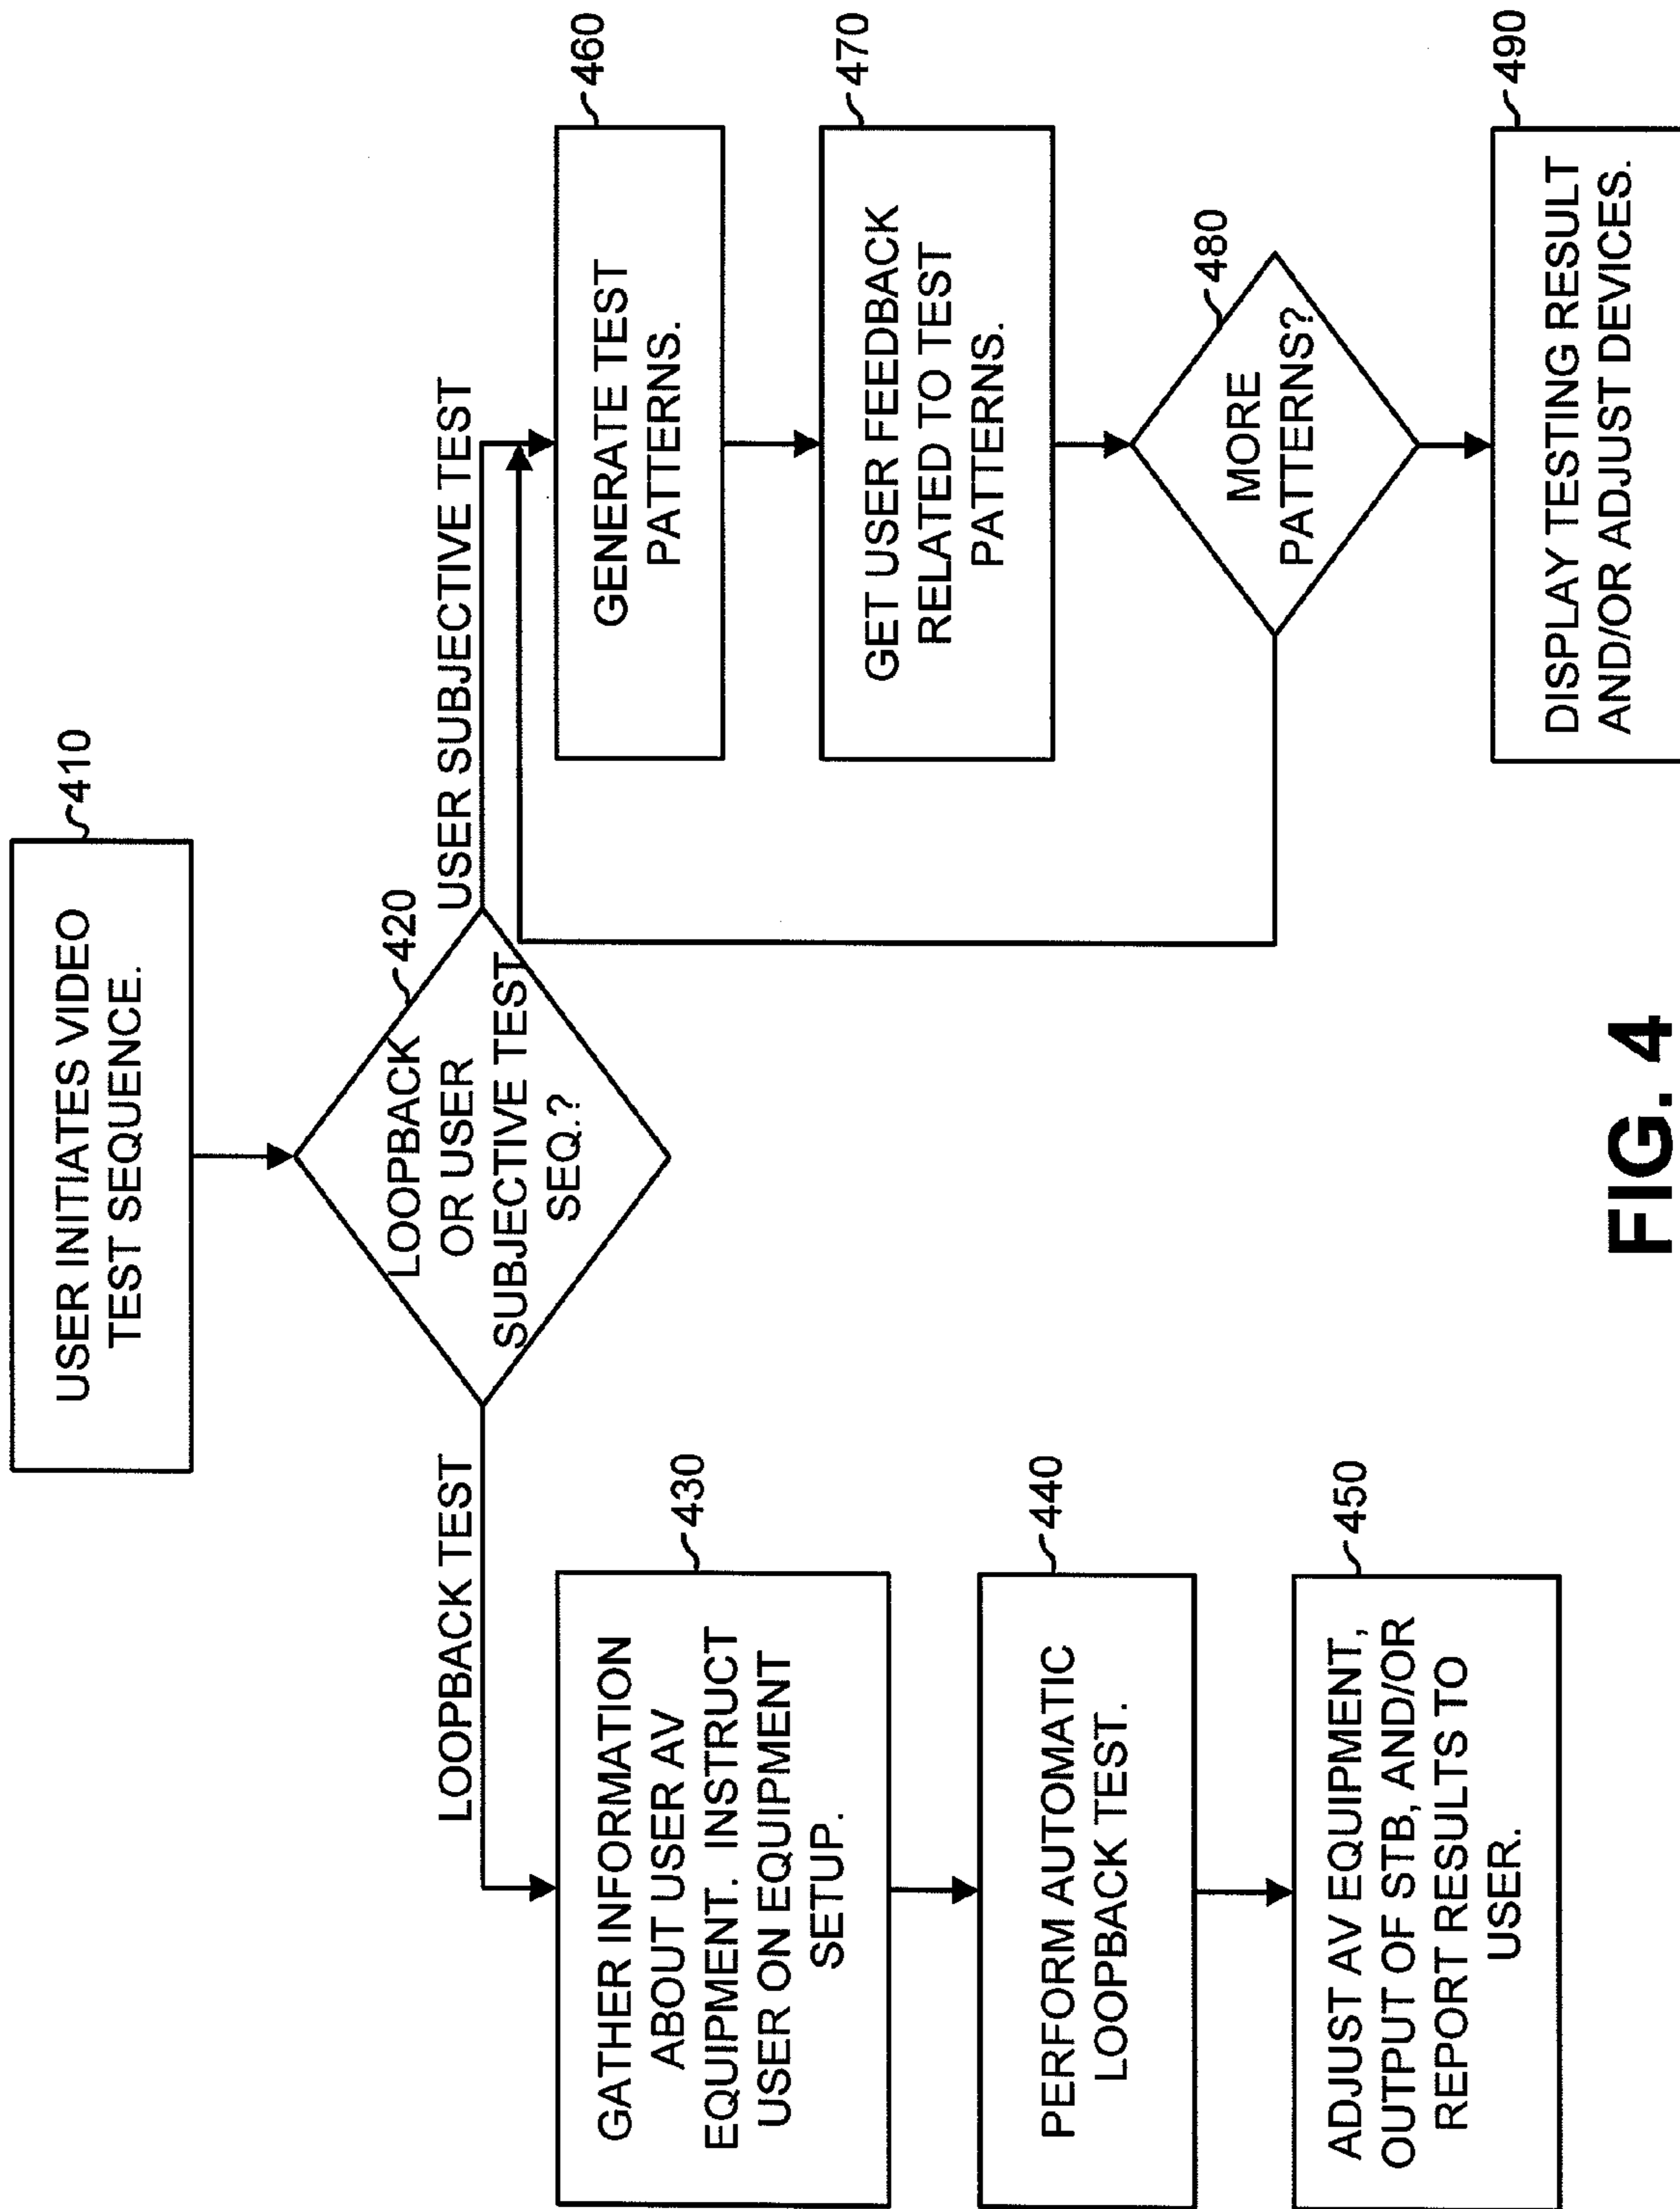 USER INITIATES VIDEO
TEST SEQUENCE.
410
LOOPBACK
OR USER
SUBJECTIVE TEST
SEQ.?
420
LOOPBACK TEST
USER SUBJECTIVE TEST
GATHER INFORMATION
ABOUT USER AV
EQUIPMENT. INSTRUCT
USER ON EQUIPMENT
SETUP.
430
PERFORM AUTOMATIC
LOOPBACK TEST.
440
ADJUST AV EQUIPMENT,
OUTPUT OF STB, AND/OR
REPORT RESULTS TO
USER.
450
GENERATE TEST
PATTERNS.
460
GET USER FEEDBACK
RELATED TO TEST
PATTERNS.
470
MORE
PATTERNS?
480
DISPLAY TESTING RESULT
AND/OR ADJUST DEVICES.
490
FIG. 4